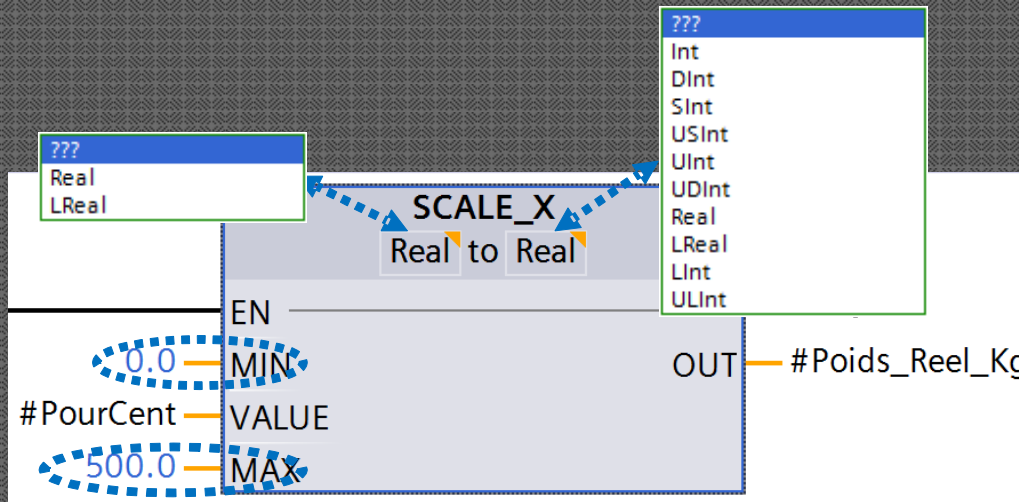 ???
Int
DInt
SInt
USInt
UInt
UDInt
Real
LReal
LInt
ULInt
???
Real
LReal
SCALE_X
Real to Real
EN
0.0 MIN
OUT #Poids_Reel_Kg
#PourCent VALUE
500.0 MAX